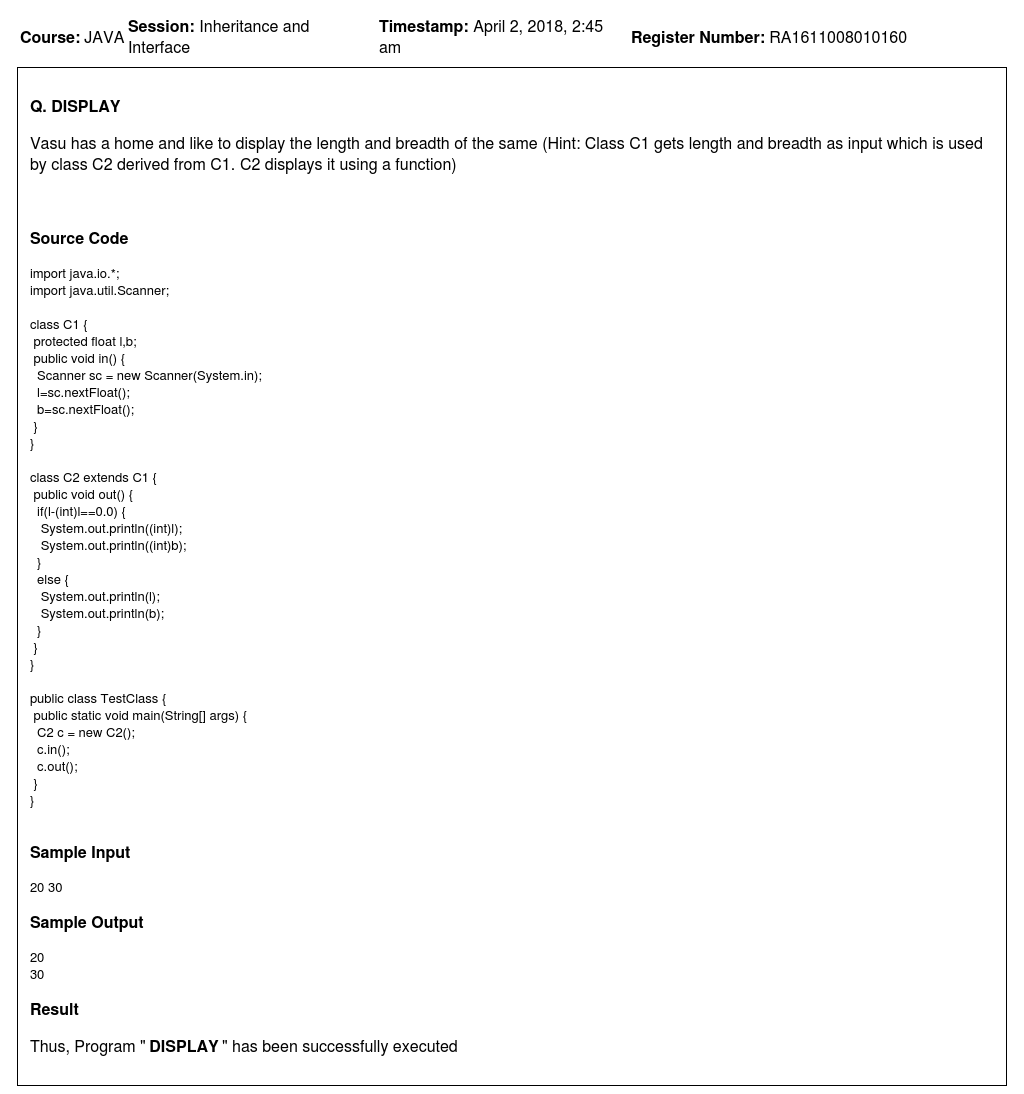 Course: JAVA Session: Inheritance and Interface Timestamp: April 2, 2018, 2:45 am Register Number: RA1611008010160
Q. DISPLAY
Vasu has a home and like to display the length and breadth of the same (Hint: Class C1 gets length and breadth as input which is used
by class C2 derived from C1. C2 displays it using a function)
Source Code
import java.io.*;
import java.util.Scanner;
class C1 {
 protected float l,b;
 public void in() {
  Scanner sc = new Scanner(System.in);
  l=sc.nextFloat();
  b=sc.nextFloat();
 }
}
class C2 extends C1 {
 public void out() {
  if(l-(int)l==0.0) {
   System.out.println((int)l);
   System.out.println((int)b);
  }
  else {
   System.out.println(l);
   System.out.println(b);
  }
 }
}
public class TestClass {
 public static void main(String[] args) {
  C2 c = new C2();
  c.in();
  c.out();
 }
}
Sample Input
20 30
Sample Output
20
30
Result
Thus, Program " DISPLAY " has been successfully executed